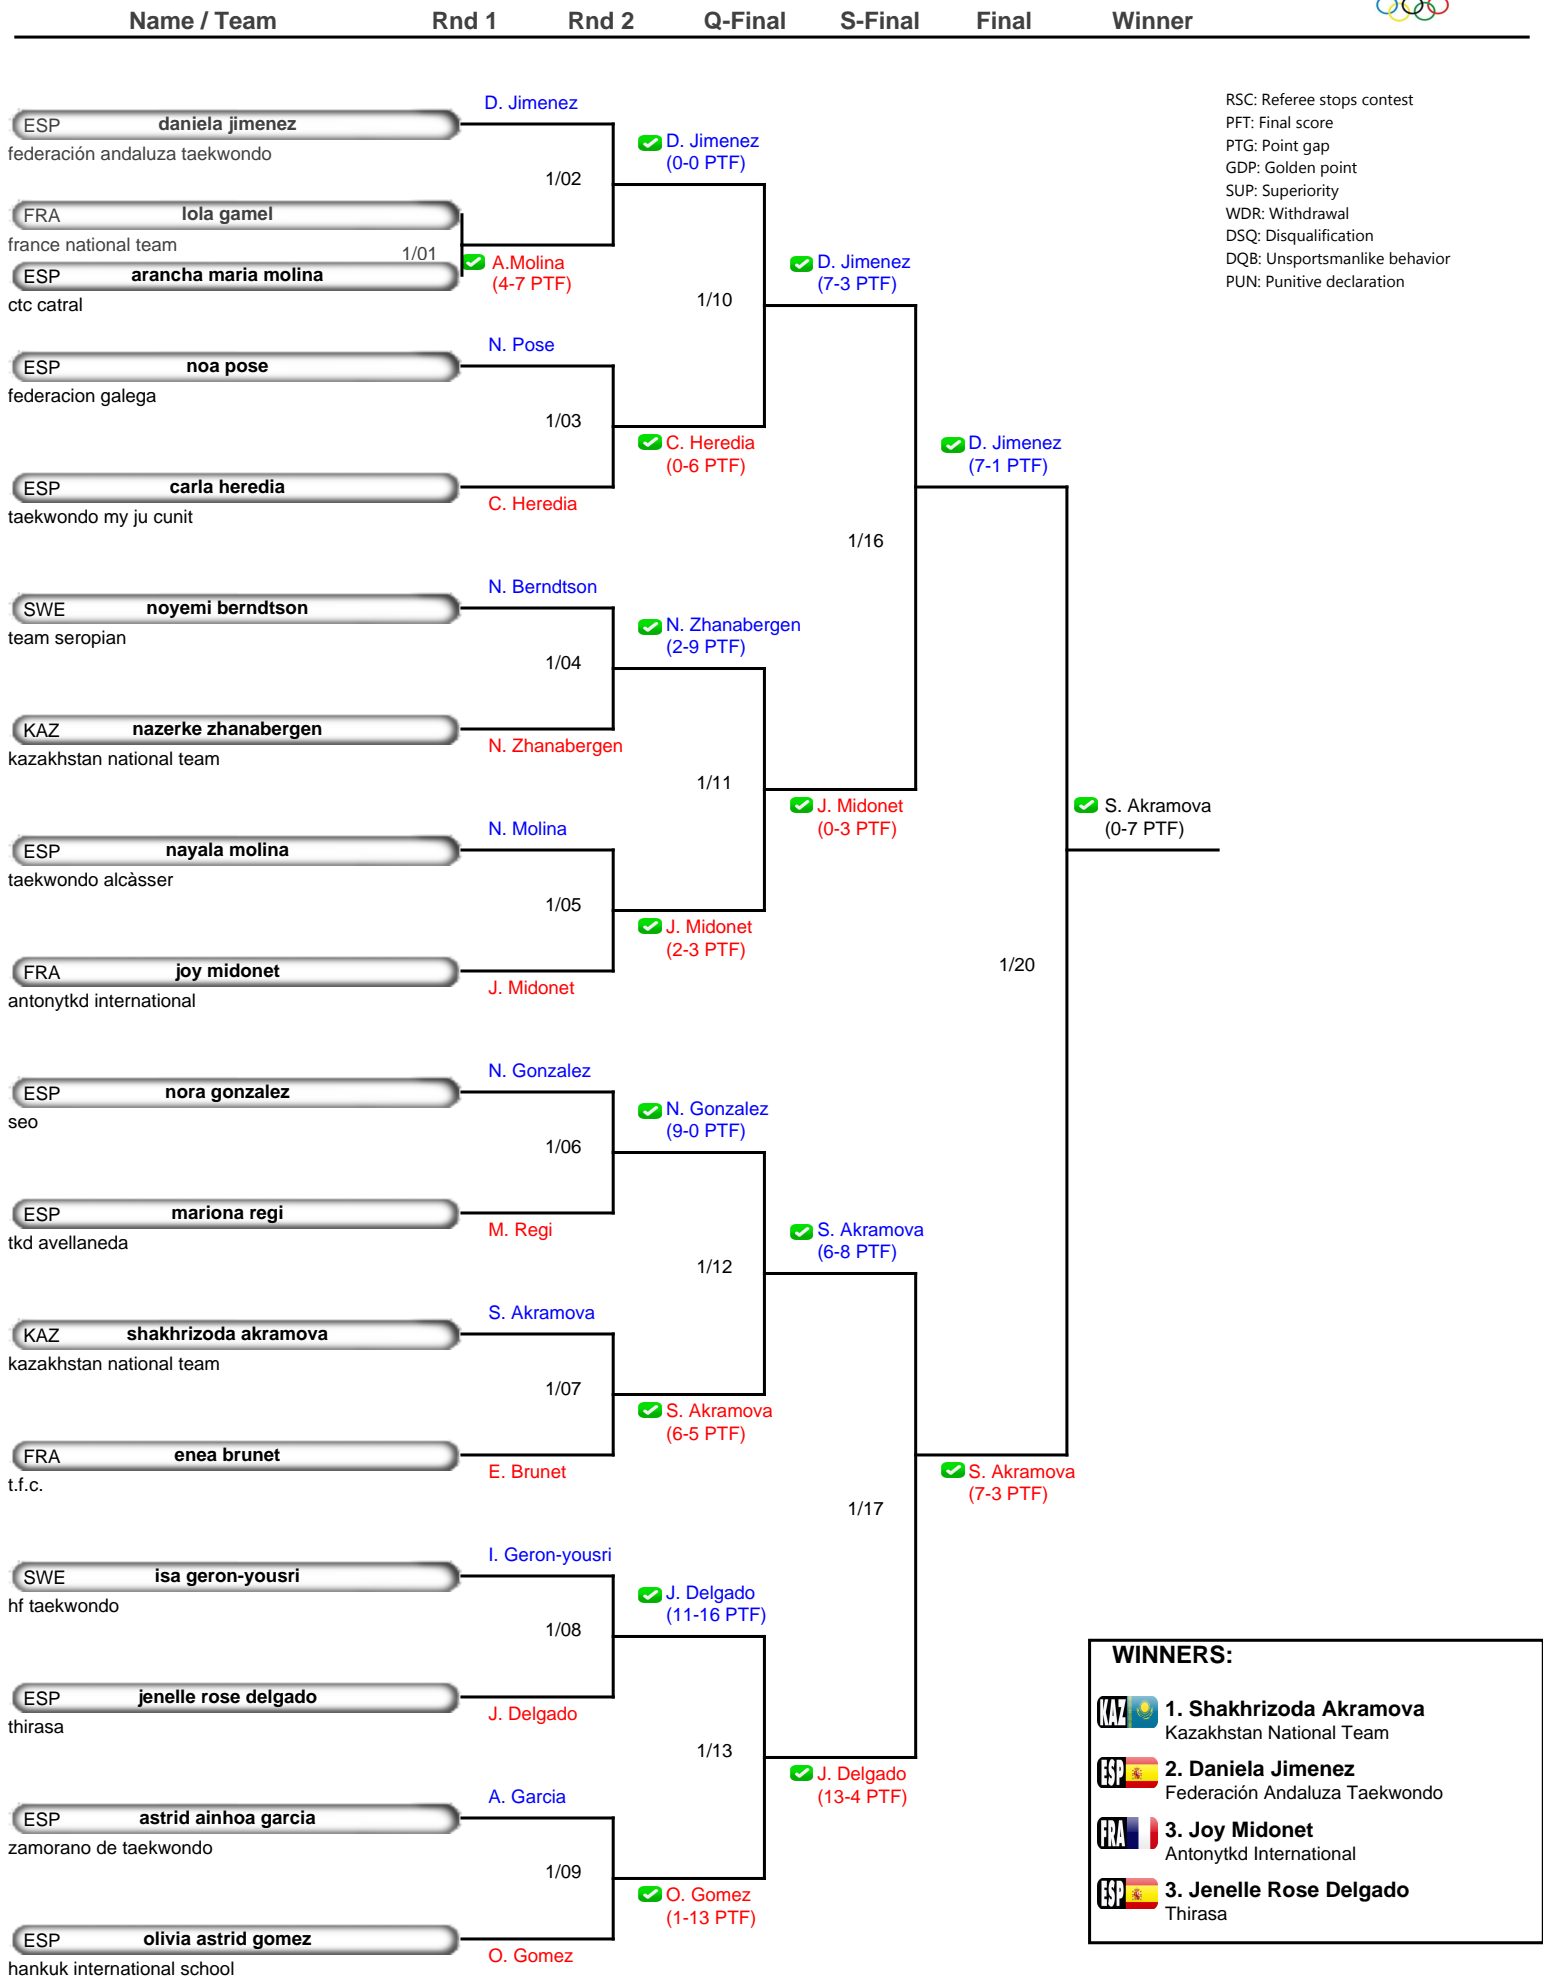 Name / Team Rnd 1 Rnd 2 Q-Final S-Final Final Winner
RSC: Referee stops contest
PFT: Final score
PTG: Point gap
GDP: Golden point
SUP: Superiority
WDR: Withdrawal
DSQ: Disqualification
DQB: Unsportsmanlike behavior
PUN: Punitive declaration
D. Jimenez
ESP daniela jimenez
federación andaluza taekwondo
D. Jimenez
(0-0 PTF)
1/02
FRA lola gamel
france national team
1/01
A.Molina
(4-7 PTF)
ESP arancha maria molina
ctc catral
D. Jimenez
(7-3 PTF)
1/10
N. Pose
ESP noa pose
federacion galega
1/03
C. Heredia
(0-6 PTF)
D. Jimenez
(7-1 PTF)
ESP carla heredia
taekwondo my ju cunit
C. Heredia
1/16
N. Berndtson
SWE noyemi berndtson
team seropian
N. Zhanabergen
(2-9 PTF)
1/04
KAZ nazerke zhanabergen
kazakhstan national team
N. Zhanabergen
1/11
J. Midonet
(0-3 PTF)
S. Akramova
(0-7 PTF)
N. Molina
ESP nayala molina
taekwondo alcàsser
1/05
J. Midonet
(2-3 PTF)
1/20
FRA joy midonet
antonytkd international
J. Midonet
N. Gonzalez
ESP nora gonzalez
seo
N. Gonzalez
(9-0 PTF)
1/06
ESP mariona regi
tkd avellaneda
M. Regi
S. Akramova
(6-8 PTF)
1/12
S. Akramova
KAZ shakhrizoda akramova
kazakhstan national team
1/07
S. Akramova
(6-5 PTF)
FRA enea brunet
t.f.c.
E. Brunet
S. Akramova
(7-3 PTF)
1/17
I. Geron-yousri
SWE isa geron-yousri
hf taekwondo
J. Delgado
(11-16 PTF)
1/08
ESP jenelle rose delgado
thirasa
J. Delgado
1/13
J. Delgado
(13-4 PTF)
A. Garcia
ESP astrid ainhoa garcia
zamorano de taekwondo
1/09
O. Gomez
(1-13 PTF)
ESP olivia astrid gomez
hankuk international school
O. Gomez
WINNERS:
KAZ 1. Shakhrizoda Akramova
Kazakhstan National Team
ESP 2. Daniela Jimenez
Federación Andaluza Taekwondo
FRA 3. Joy Midonet
Antonytkd International
ESP 3. Jenelle Rose Delgado
Thirasa